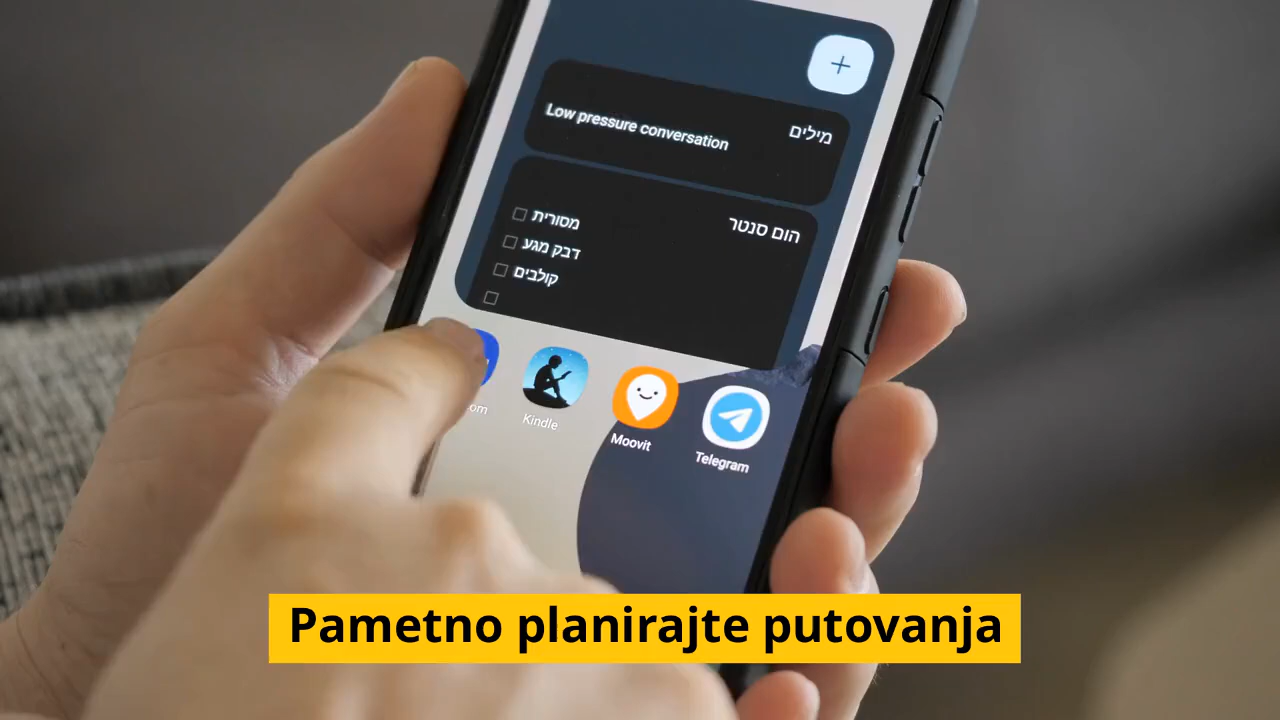 Low pressure conversation
מילים
הום סנטר
מסורית
דבק מגע
קולבים
Kindle
Moovit
Telegram
Pametno planirajte putovanja